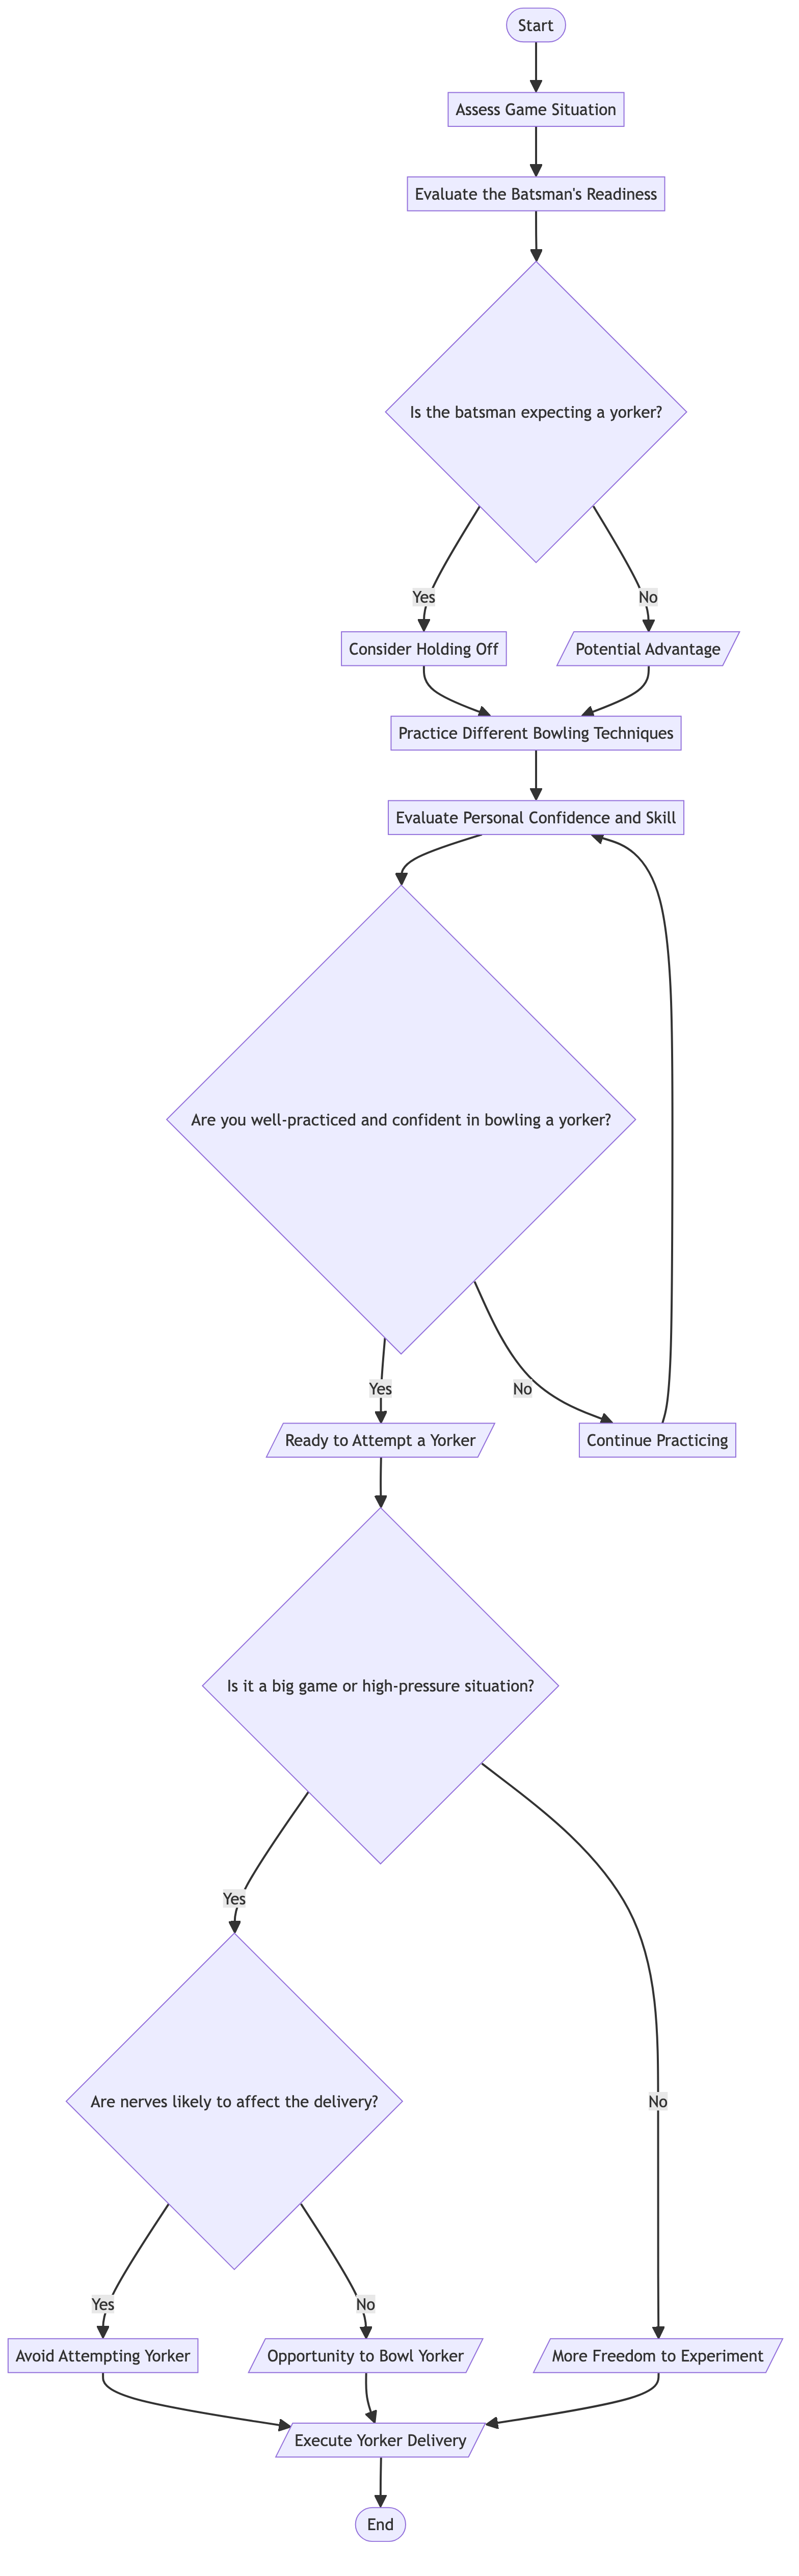 Start
Assess Game Situation
Evaluate the Batsman's Readiness
Is the batsman expecting a yorker?
Yes
No
Consider Holding Off
Potential Advantage
Practice Different Bowling Techniques
Evaluate Personal Confidence and Skill
Are you well-practiced and confident in bowling a yorker?
Yes
No
Ready to Attempt a Yorker
Continue Practicing
Is it a big game or high-pressure situation?
Yes
Are nerves likely to affect the delivery?
No
Yes
No
Avoid Attempting Yorker
Opportunity to Bowl Yorker
More Freedom to Experiment
Execute Yorker Delivery
End